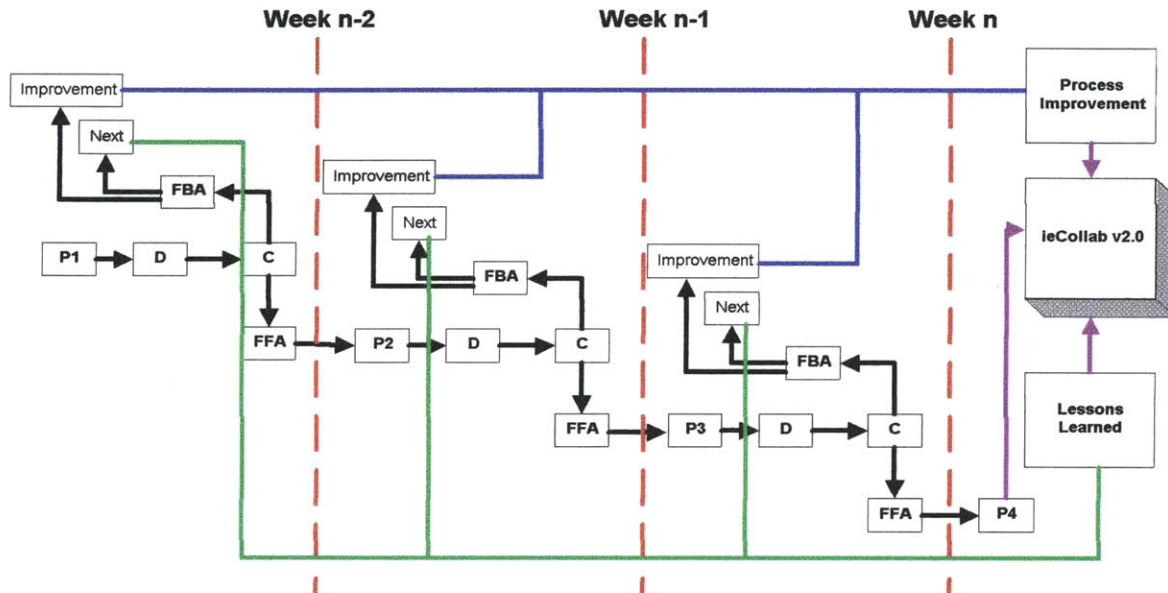 Week n-2
Week n-1
Week n
Improvement
Process
Improvement
Next
FBA
Improvement
ieCollab v2.0
Next
P1
D
C
Improvement
FBA
Next
FFA
P2
D
C
FBA
Lessons
Learned
FFA
P3
D
C
FFA
P4